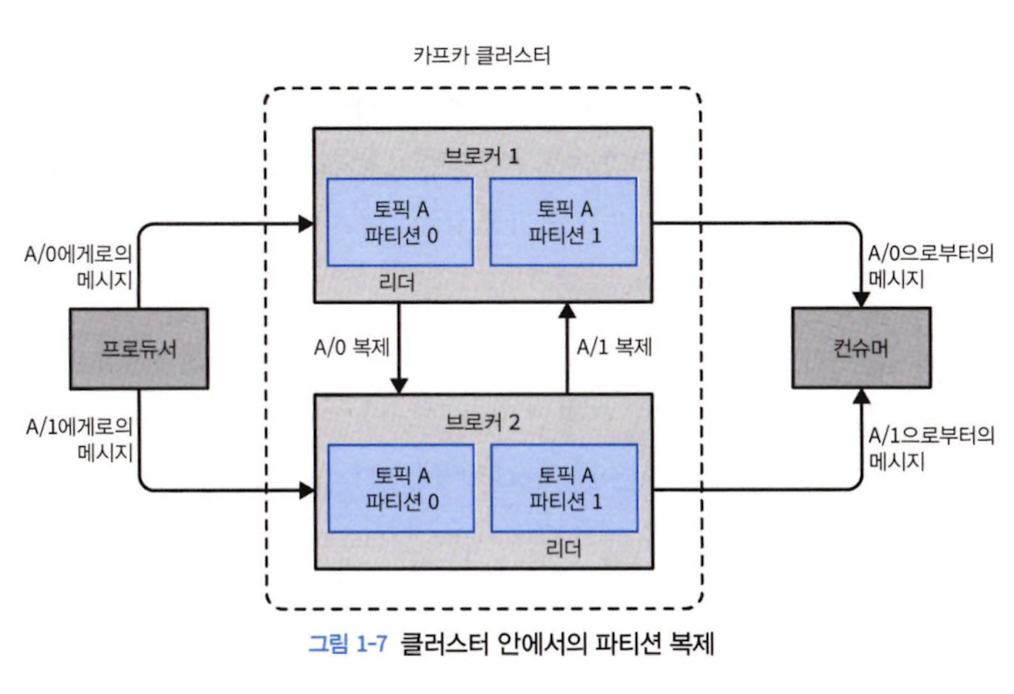 카프카 클러스터
브로커 1
토픽 A
파티션 0
토픽 A
파티션 1
리더
A/0에게로의
메시지
A/0으로부터의
메시지
프로듀서
A/0 복제
A/1 복제
컨슈머
A/1에게로의
메시지
브로커 2
토픽 A
파티션 0
토픽 A
파티션 1
리더
A/1으로부터의
메시지
그림 1-7 클러스터 안에서의 파티션 복제